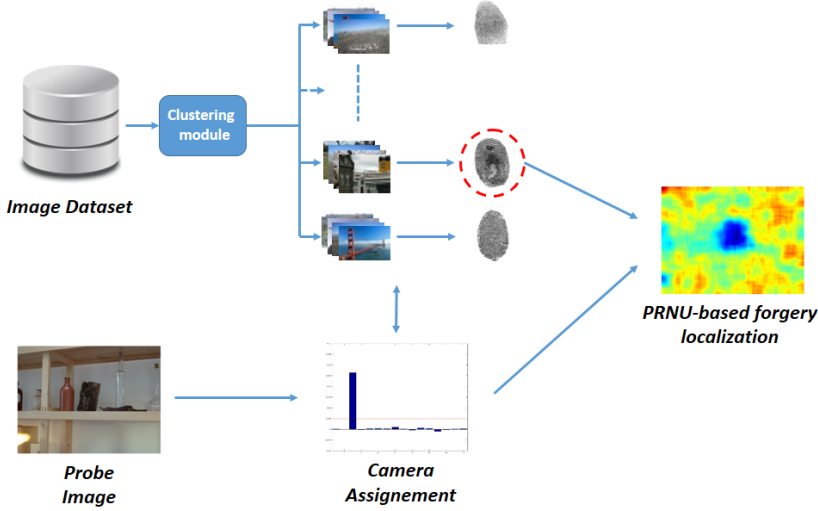 Clustering
module
Image Dataset
PRNU-based forgery
localization
Probe
Image
Camera
Assignement